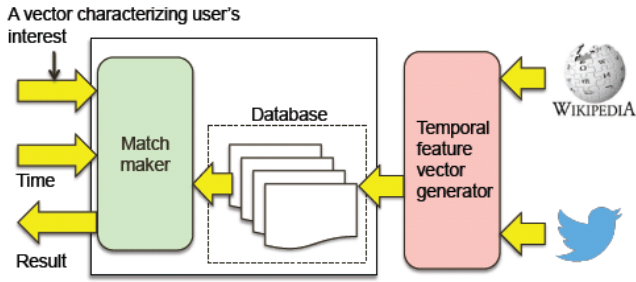 A vector characterizing user's
interest
Match
maker
Time
Result
Database
Temporal
feature
vector
generator
WIKIPEDIA